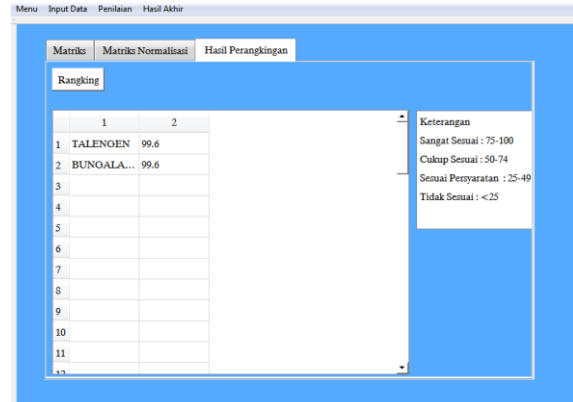 Menu Input Data Penilaian Hasil Akhir
Matriks Matriks Normalisasi Hasil Perangkingan
Rangking
1 2
1 TALENGEN 99.6
2 BUNGALA... 99.6
3
4
5
6
7
8
9
10
11
12
Keterangan
Sangat Sesuai : 75-100
Cukup Sesuai : 50-74
Sesuai Persyaratan : 25-49
Tidak Sesuai : <25